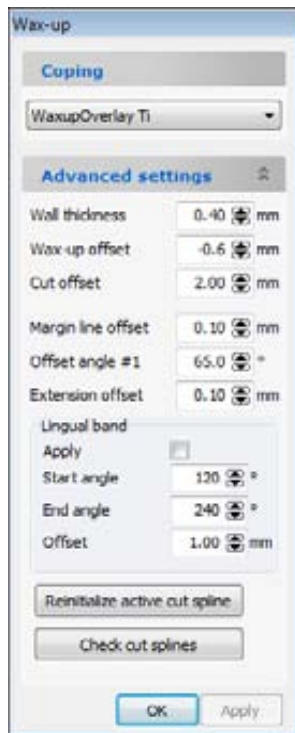 Wax-up
Coping
WaxupOverlay Ti
Advanced settings
Wall thickness 0.40 mm
Wax-up offset -0.6 mm
Cut offset 2.00 mm
Margin line offset 0.10 mm
Offset angle #1 65.0 °
Extension offset 0.10 mm
Lingual band
Apply
Start angle 120 °
End angle 240 °
Offset 1.00 mm
Reinitialize active cut spline
Check cut splines
OK Apply